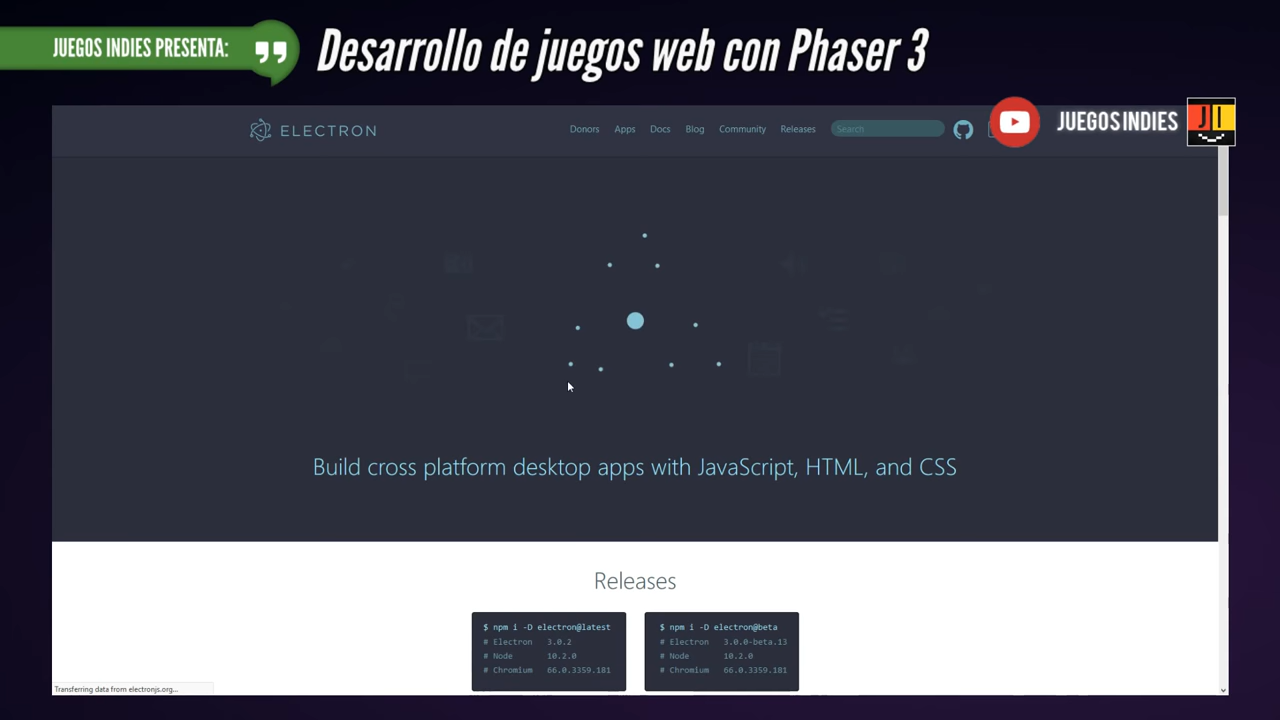 JUEGOS INDIES PRESENTA:
Desarrollo de juegos web con Phaser 3
JUEGOS INDIES
JI
ELECTRON
Donors Apps Docs Blog Community Releases Search
Build cross platform desktop apps with JavaScript, HTML, and CSS
Releases
$ npm i -D electron@latest
# Electron 3.0.2
# Node 10.2.0
# Chromium 66.0.3359.181
$ npm i -D electron@beta
# Electron 3.0.0-beta.13
# Node 10.2.0
# Chromium 66.0.3359.181
Transferring data from electronjs.org...